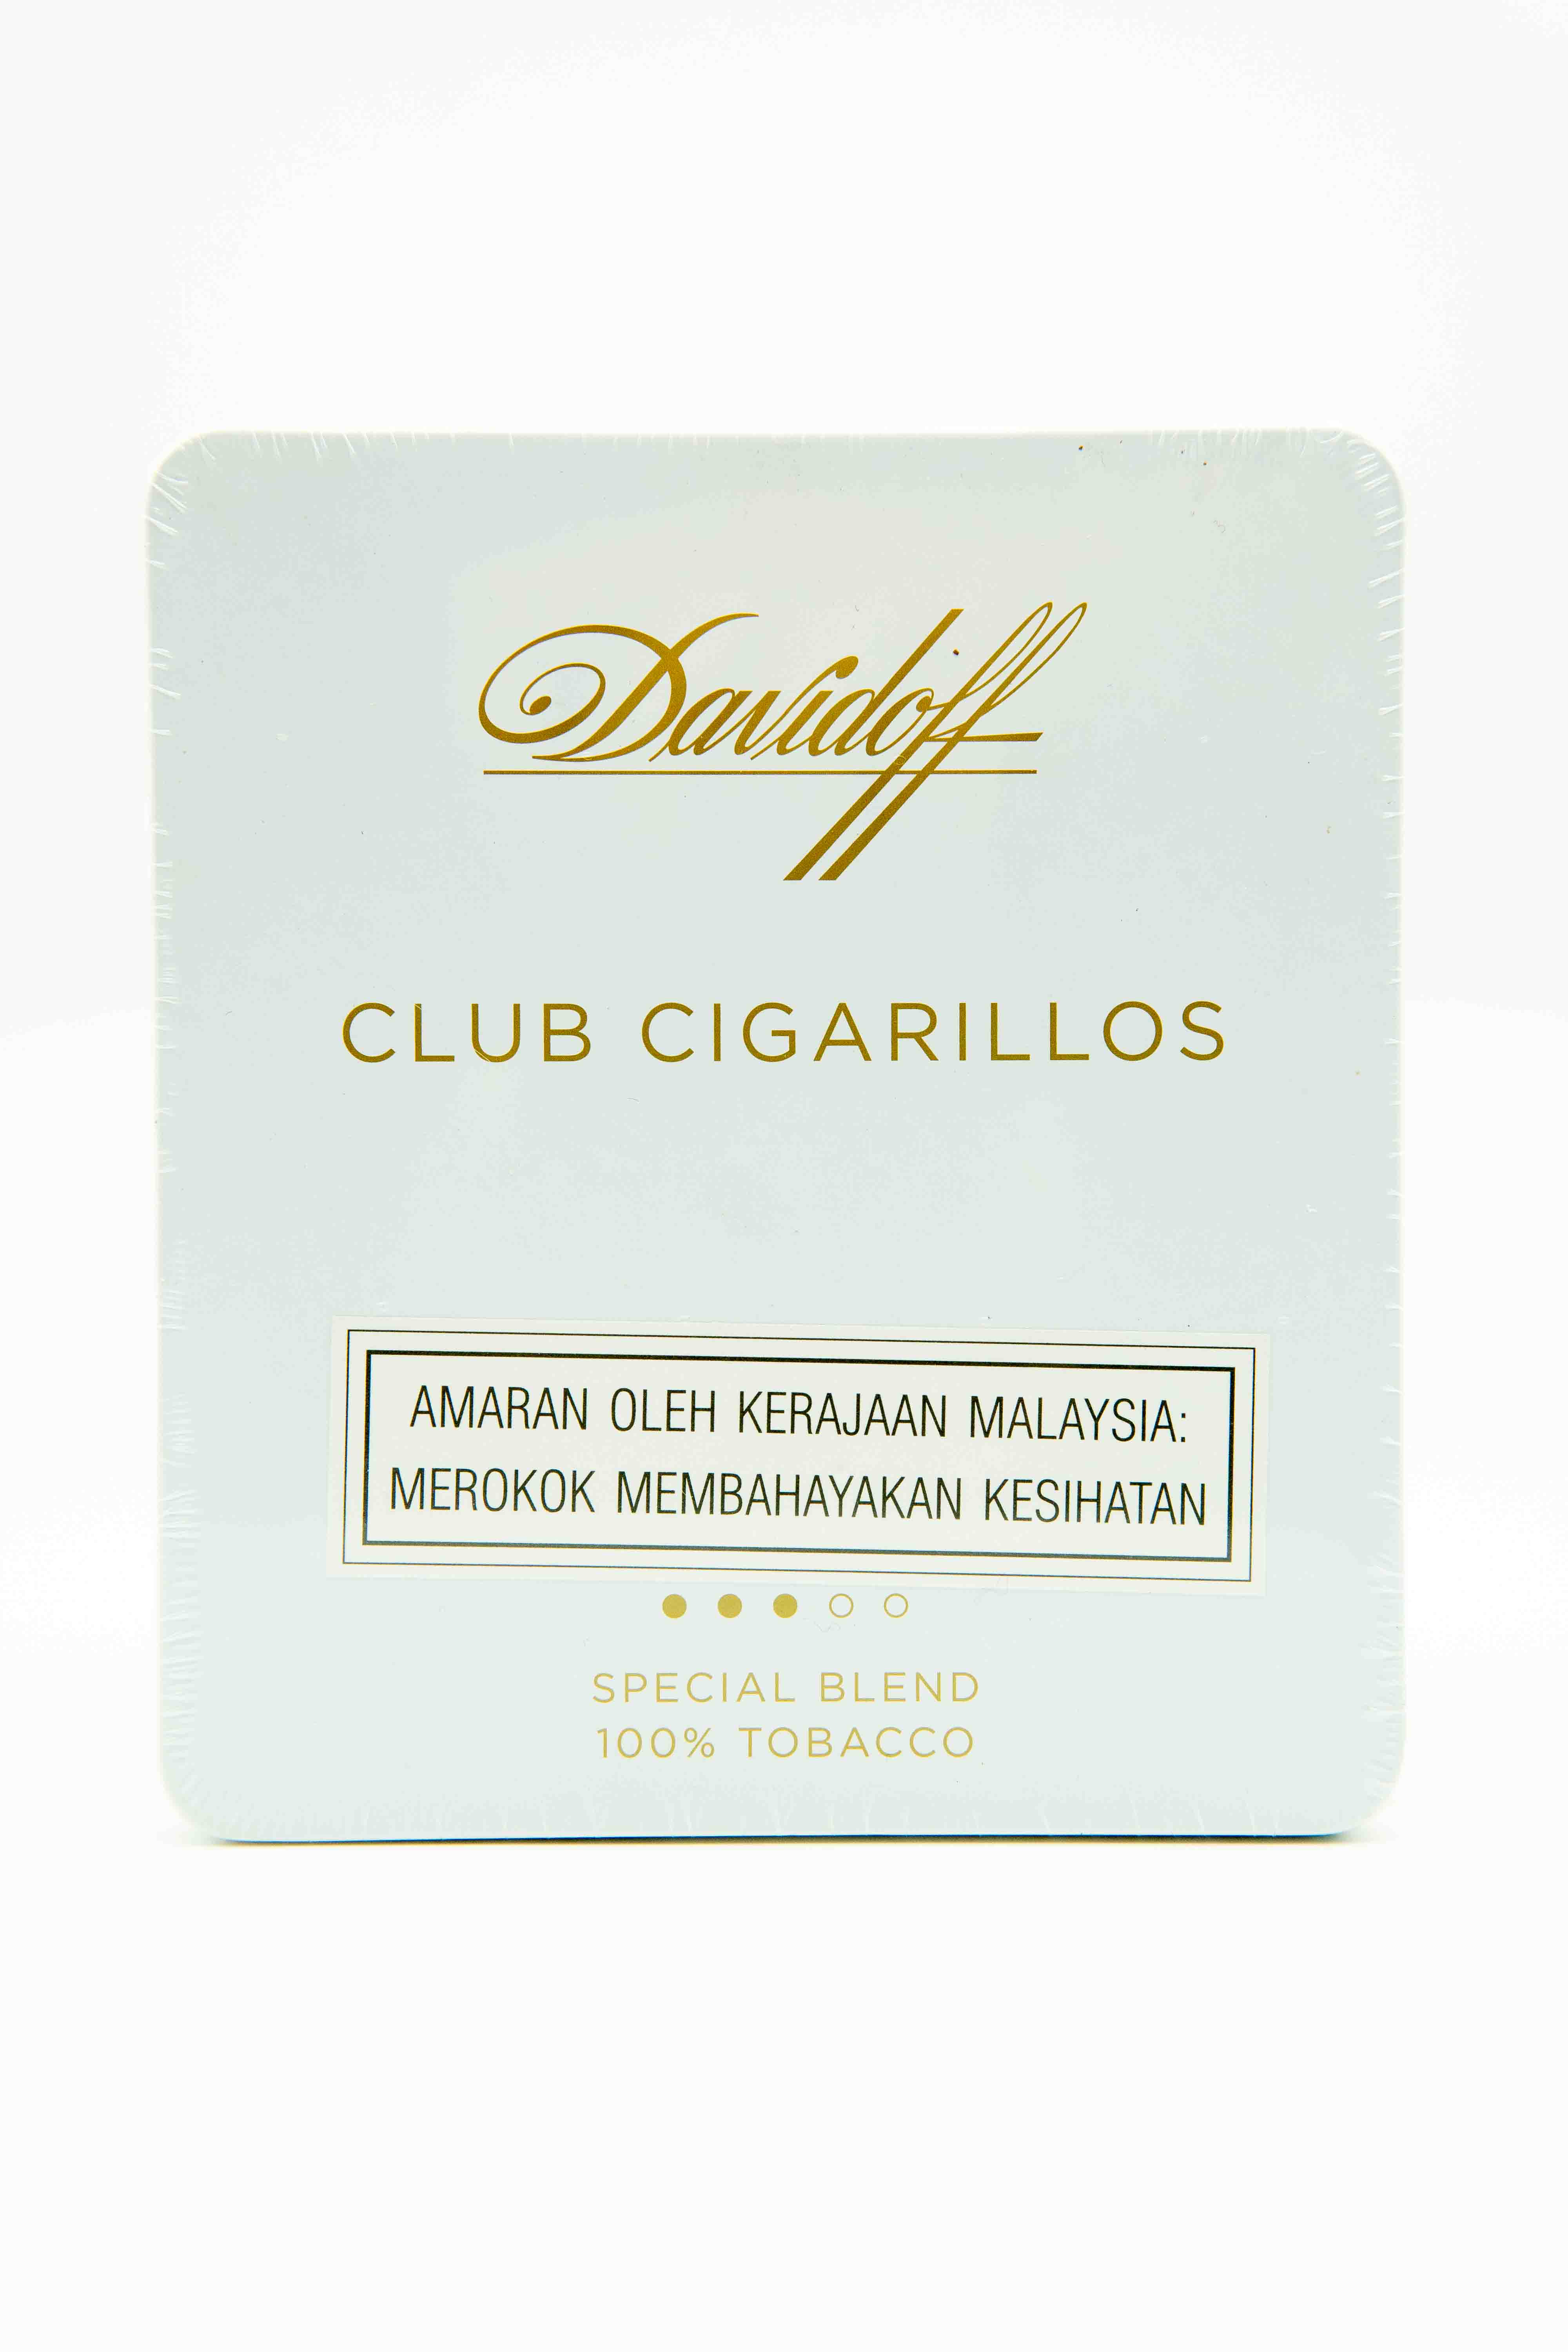 Davidoff
CLUB CIGARILLOS
AMARAN OLEH KERAJAAN MALAYSIA:
MEROKOK MEMBAHAYAKAN KESIHATAN
SPECIAL BLEND
100% TOBACCO